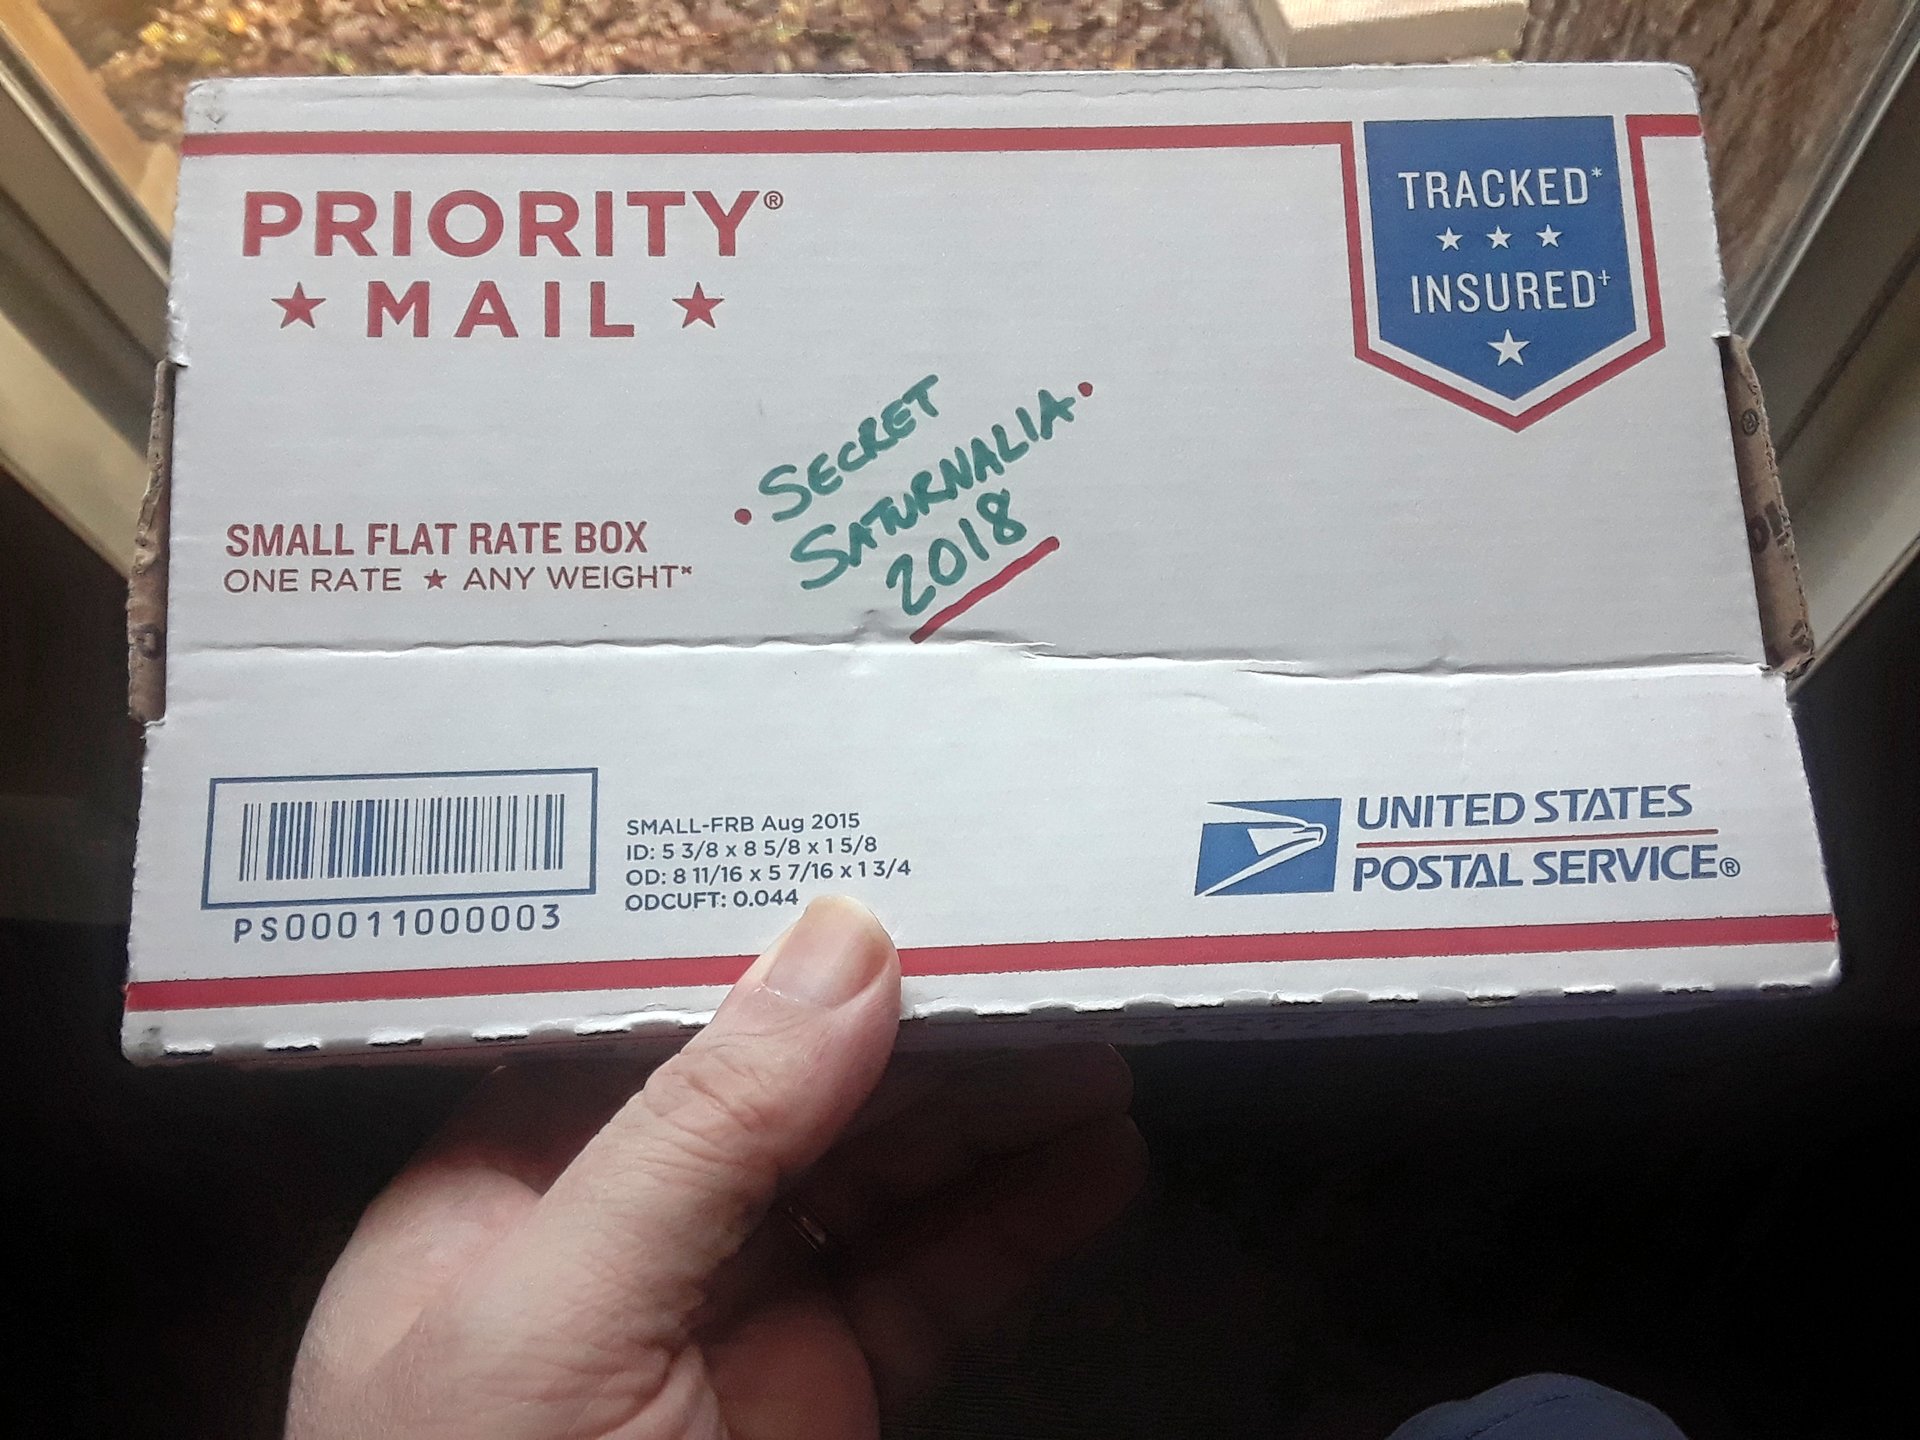 PRIORITY®
★ MAIL ★
TRACKED*
★ ★ ★
INSURED†
★
• SECRET
SATURNALIA •
2018
SMALL FLAT RATE BOX
ONE RATE ★ ANY WEIGHT*
PS00011000003
SMALL-FRB Aug 2015
ID: 5 3/8 x 8 5/8 x 1 5/8
OD: 8 11/16 x 5 7/16 x 1 3/4
ODCUFT: 0.044
UNITED STATES
POSTAL SERVICE®